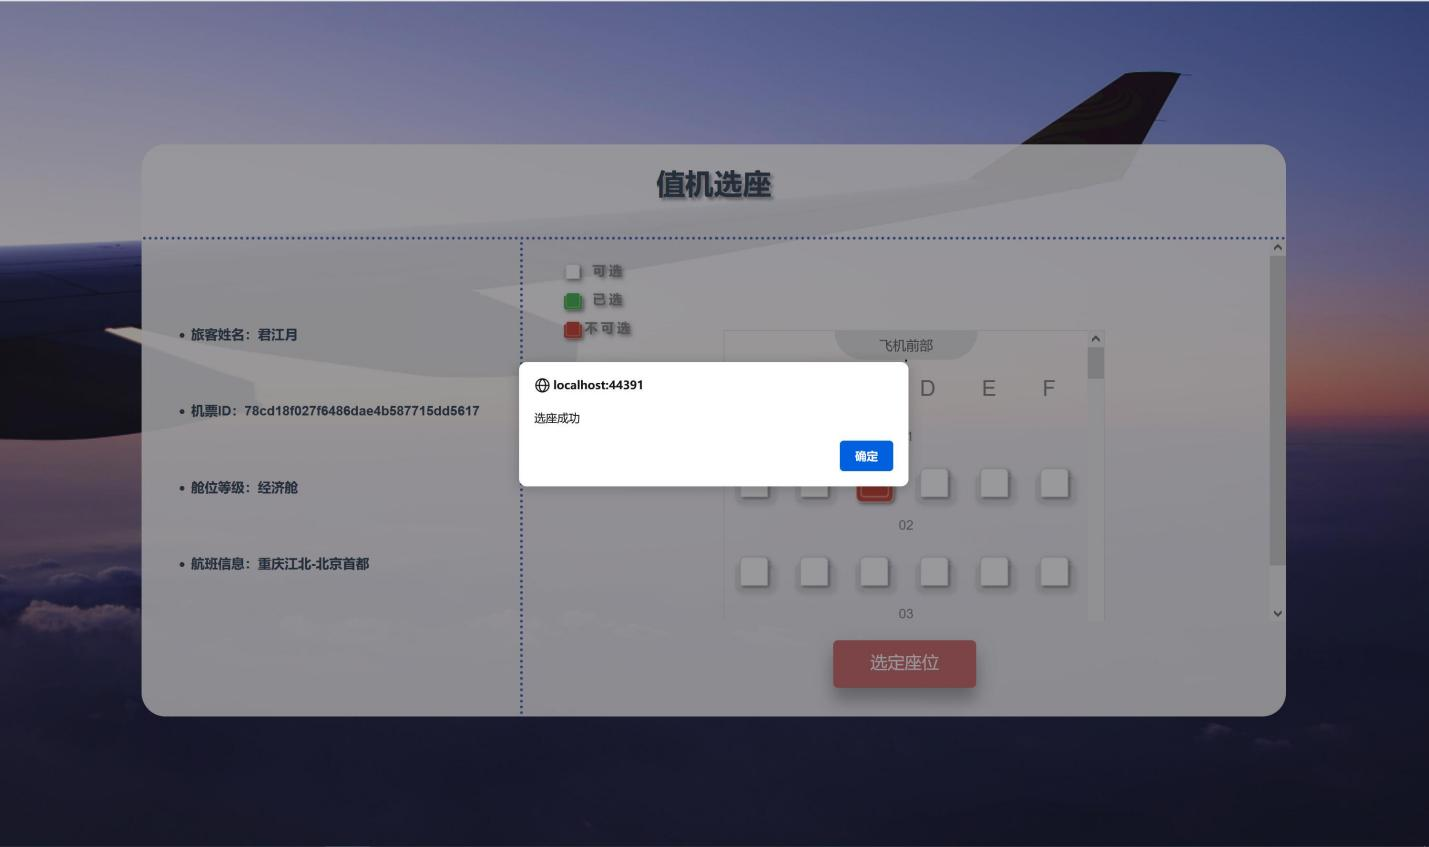 值机选座
可选
已选
不可选
旅客姓名：君江月
机票ID：78cd18f027f6486dae4b587715dd5617
舱位等级：经济舱
航班信息：重庆江北-北京首都
飞机前部
D E F
localhost:44391
选座成功
确定
02
03
选定座位